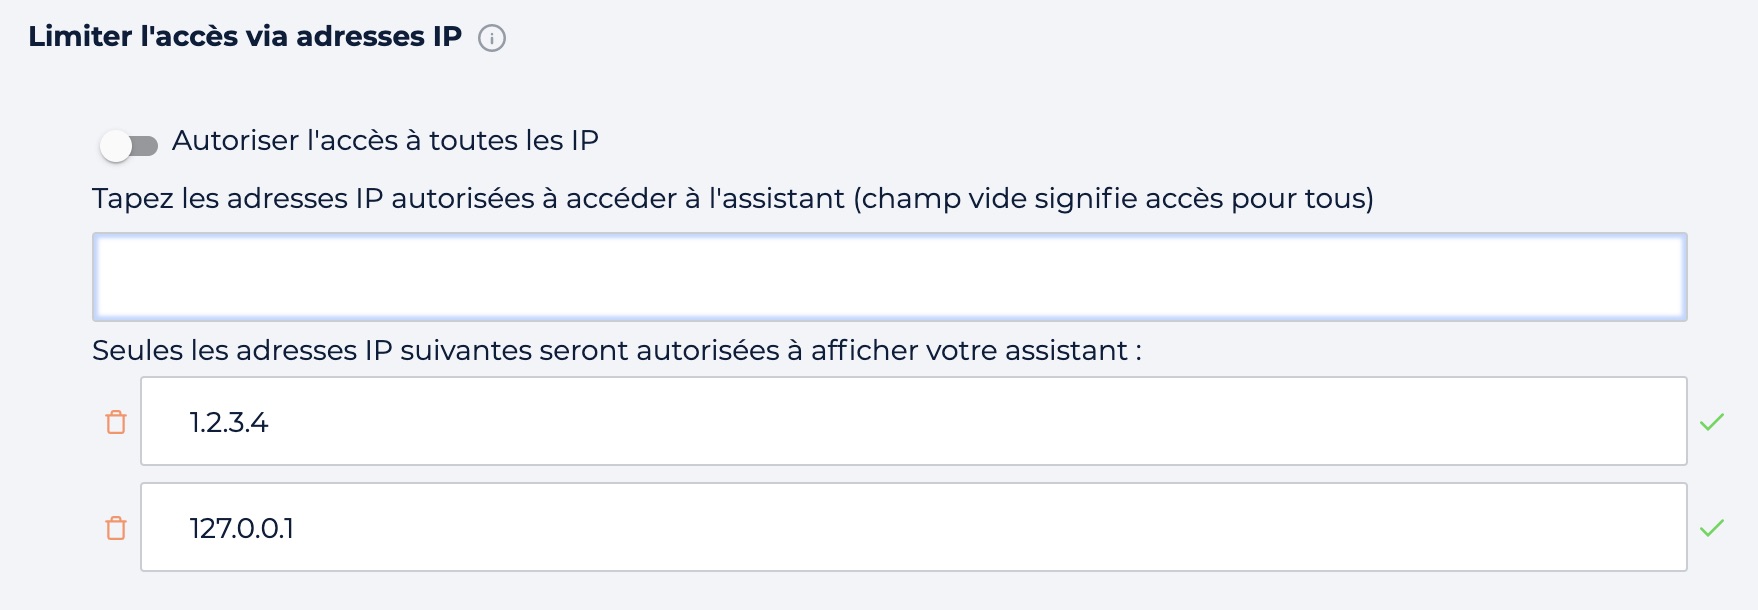 Limiter l'accès via adresses IP
Autoriser l'accès à toutes les IP
Tapez les adresses IP autorisées à accéder à l'assistant (champ vide signifie accès pour tous)
Seules les adresses IP suivantes seront autorisées à afficher votre assistant :
1.2.3.4
127.0.0.1